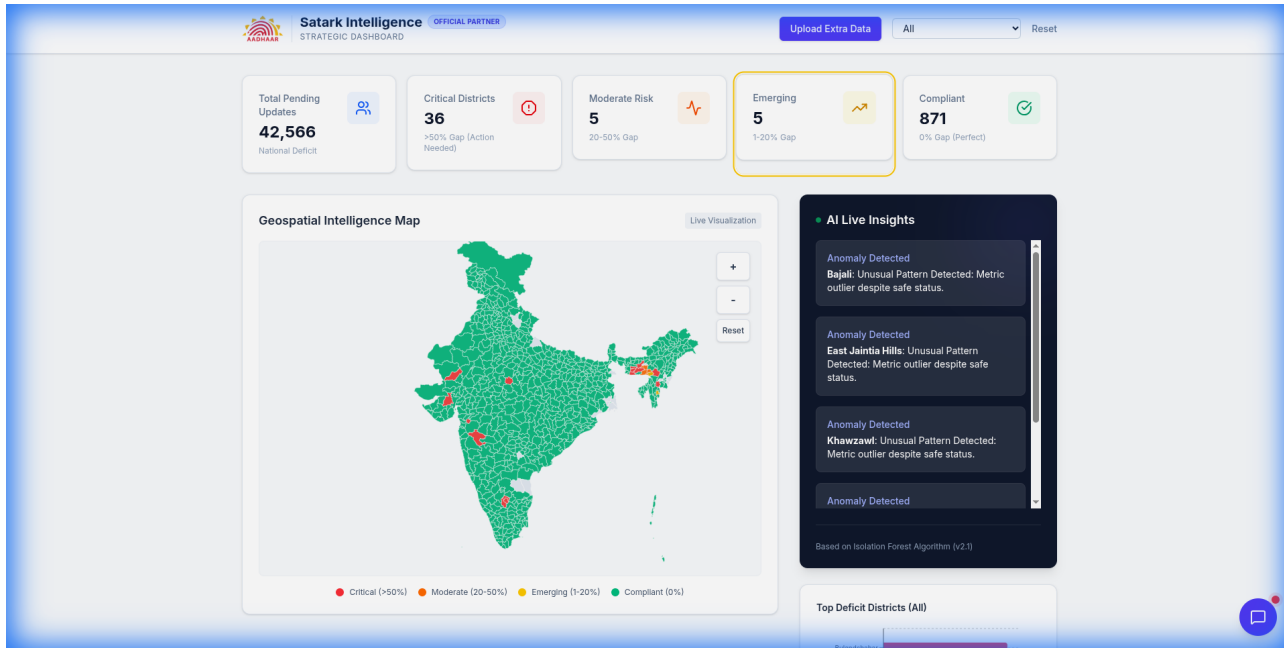 AADHAAR
Satark Intelligence
OFFICIAL PARTNER
STRATEGIC DASHBOARD
Upload Extra Data
All
Reset
Total Pending
Updates
42,566
National Deficit
Critical Districts
36
>50% Gap (Action
Needed)
Moderate Risk
5
20-50% Gap
Emerging
5
1-20% Gap
Compliant
871
0% Gap (Perfect)
Geospatial Intelligence Map
Live Visualization
+
-
Reset
Critical (>50%)
Moderate (20-50%)
Emerging (1-20%)
Compliant (0%)
AI Live Insights
Anomaly Detected
Bajali: Unusual Pattern Detected: Metric
outlier despite safe status.
Anomaly Detected
East Jaintia Hills: Unusual Pattern
Detected: Metric outlier despite safe
status.
Anomaly Detected
Khawzawl: Unusual Pattern Detected:
Metric outlier despite safe status.
Anomaly Detected
Based on Isolation Forest Algorithm (v2.1)
Top Deficit Districts (All)